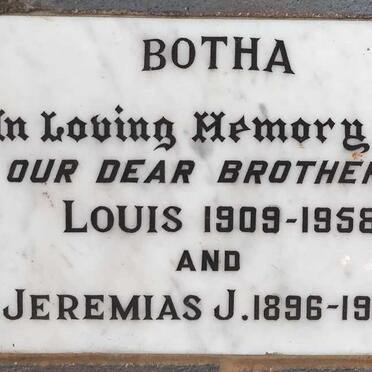 BOTHA
In Loving Memory
OUR DEAR BROTHER
LOUIS 1909-1958
AND
JEREMIAS J. 1896-19